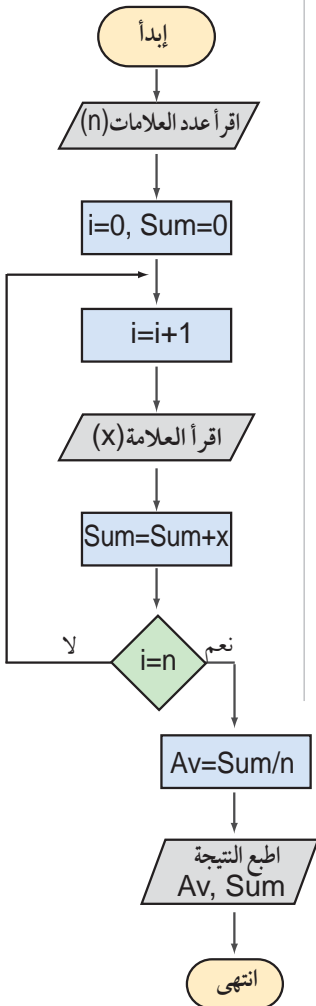 إبدأ
اقرأ عدد العلامات (n)
i=0, Sum=0
i=i+1
اقرأ العلامة (x)
Sum=Sum+x
i=n
لا
نعم
Av=Sum/n
اطبع النتيجة
Av, Sum
انتهى